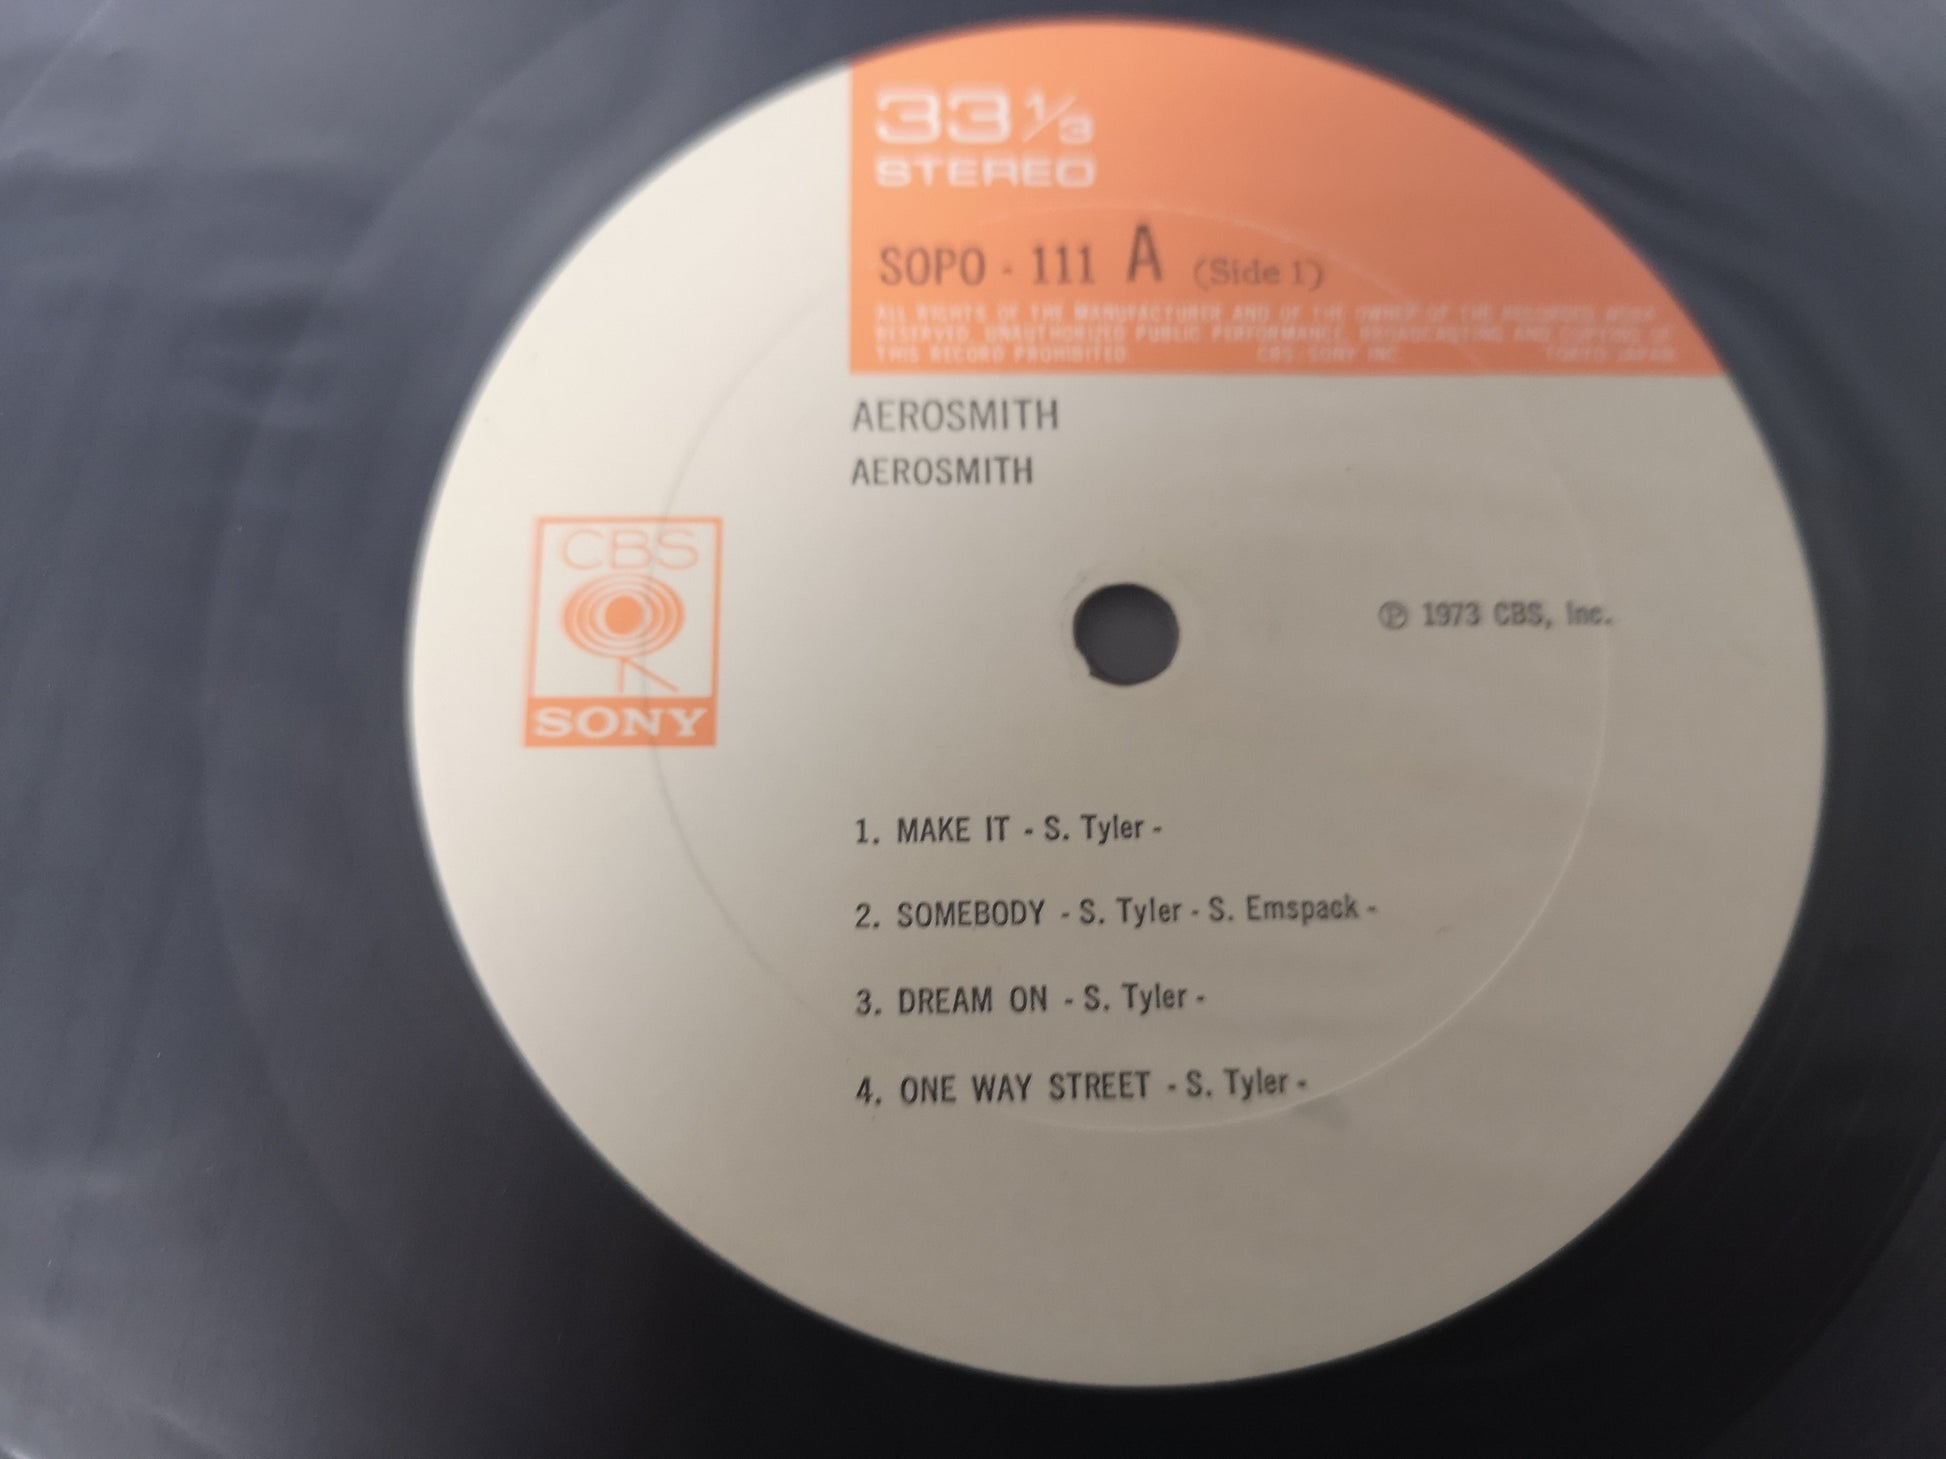 33 1/3
STEREO
SOPO - 111 A (Side 1)
ALL RIGHTS OF THE MANUFACTURER AND OF THE OWNER OF THE RECORDED WORK
RESERVED. UNAUTHORIZED PUBLIC PERFORMANCE, BROADCASTING AND COPYING OF
THIS RECORD PROHIBITED. CBS/SONY INC. TOKYO JAPAN
AEROSMITH
AEROSMITH
CBS
SONY
℗ 1973 CBS, Inc.
1. MAKE IT - S. Tyler -
2. SOMEBODY - S. Tyler - S. Emspack -
3. DREAM ON - S. Tyler -
4. ONE WAY STREET - S. Tyler -